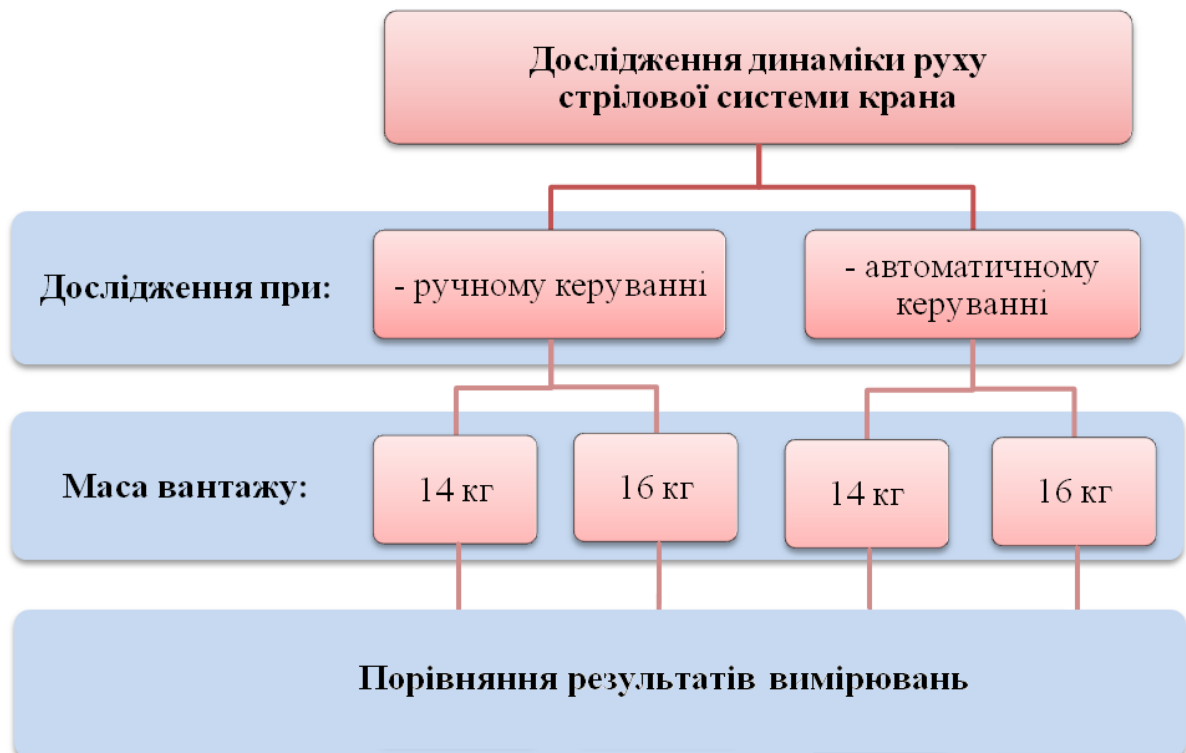 Дослідження динаміки руху
стрілової системи крана
Дослідження при:
- ручному керуванні
- автоматичному
керуванні
Маса вантажу:
14 кг
16 кг
14 кг
16 кг
Порівняння результатів вимірювань